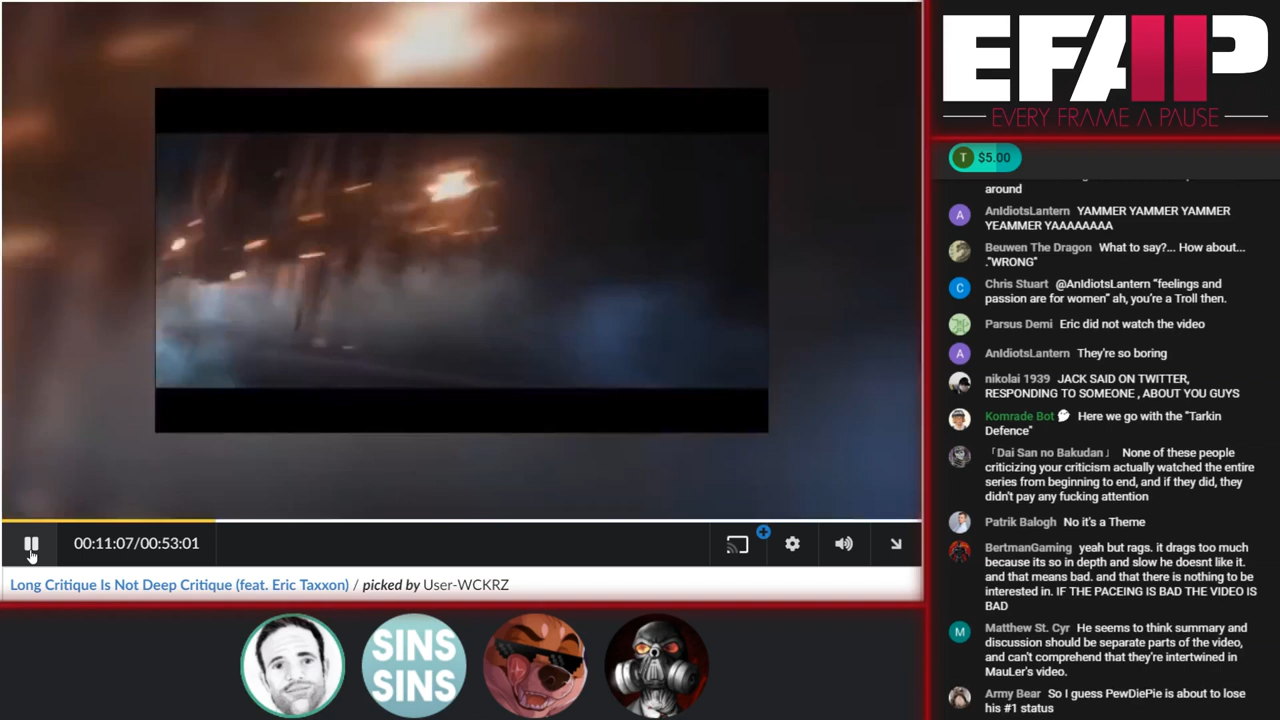 EFAP
EVERY FRAME A PAUSE
T $5.00
around
AnIdiotsLantern YAMMER YAMMER YAMMER
YEAMMER YAAAAAAA
Beuwen The Dragon What to say?... How about...
."WRONG"
Chris Stuart @AnIdiotsLantern “feelings and
passion are for women” ah, you’re a Troll then.
Parsus Demi Eric did not watch the video
AnIdiotsLantern They're so boring
nikolai 1939 JACK SAID ON TWITTER,
RESPONDING TO SOMEONE , ABOUT YOU GUYS
Komrade Bot Here we go with the "Tarkin
Defence"
「Dai San no Bakudan」 None of these people
criticizing your criticism actually watched the entire
series from beginning to end, and if they did, they
didn't pay any fucking attention
Patrik Balogh No it's a Theme
BertmanGaming yeah but rags. it drags too much
because its so in depth and slow he doesnt like it.
and that means bad. and that there is nothing to be
interested in. IF THE PACEING IS BAD THE VIDEO IS
BAD
Matthew St. Cyr He seems to think summary and
discussion should be separate parts of the video,
and can't comprehend that they're intertwined in
MauLer's video.
Army Bear So I guess PewDiePie is about to lose
his #1 status
A
C
A
M
00:11:07/00:53:01
Long Critique Is Not Deep Critique (feat. Eric Taxxon) / picked by User-WCKRZ
SINS
SINS